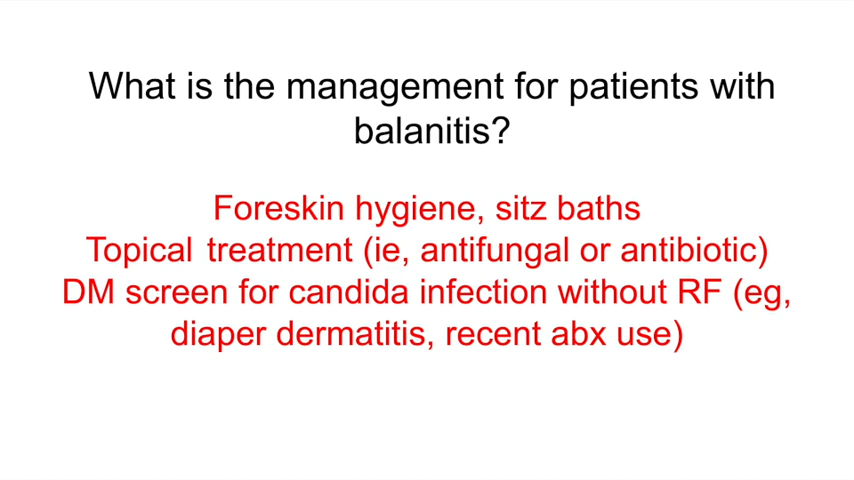 What is the management for patients with
balanitis?
Foreskin hygiene, sitz baths
Topical treatment (ie, antifungal or antibiotic)
DM screen for candida infection without RF (eg,
diaper dermatitis, recent abx use)